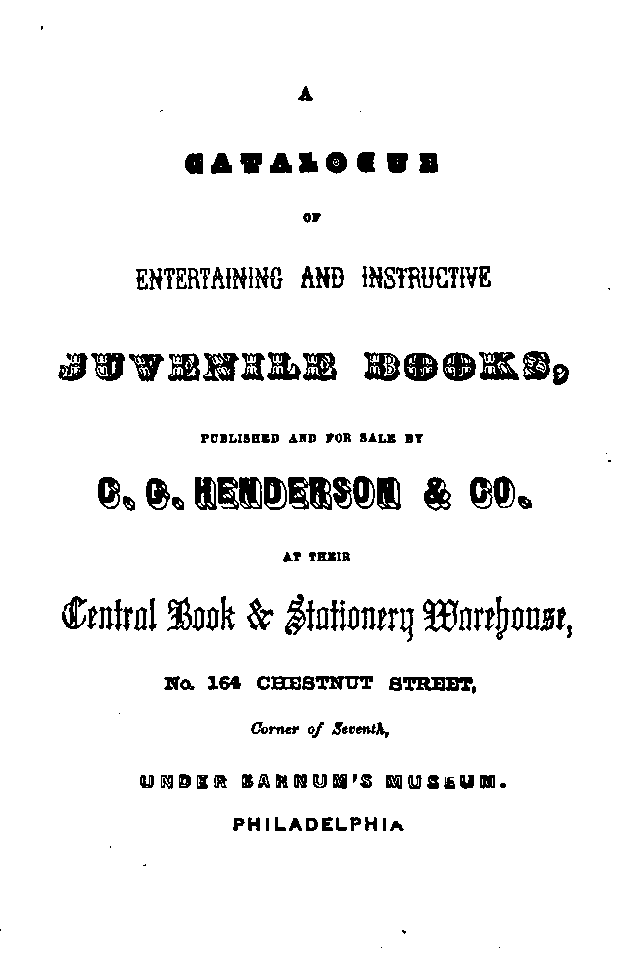 A
CATALOGUE
OF
ENTERTAINING AND INSTRUCTIVE
JUVENILE BOOKS,
PUBLISHED AND FOR SALE BY
C. G. HENDERSON & CO.
AT THEIR
Central Book & Stationery Warehouse,
No. 164 CHESTNUT STREET,
Corner of Seventh,
UNDER BARNUM'S MUSEUM.
PHILADELPHIA